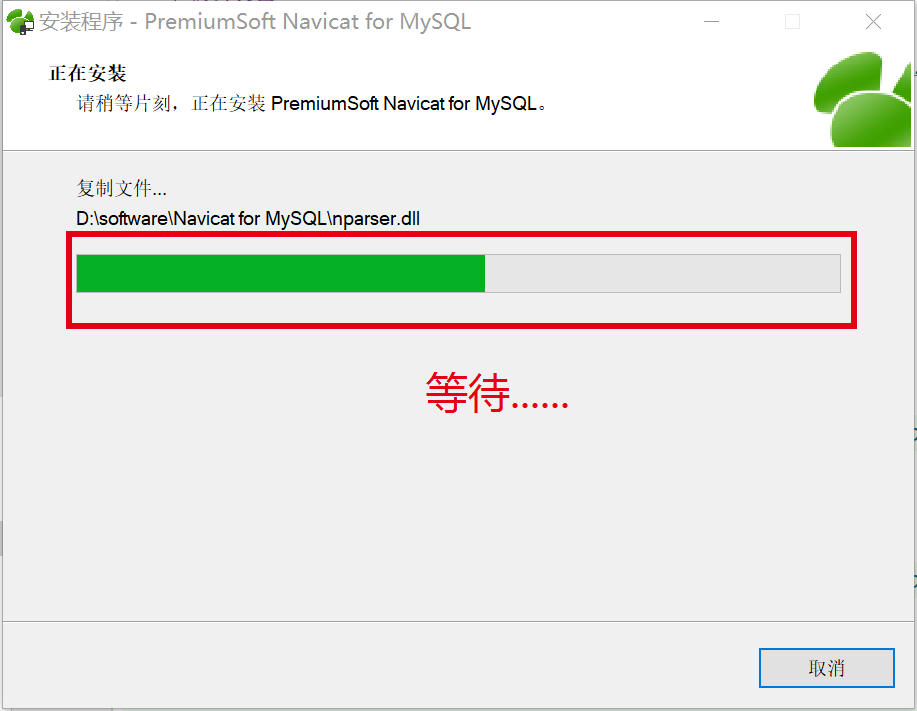 安装程序 - PremiumSoft Navicat for MySQL
正在安装
请稍等片刻，正在安装 PremiumSoft Navicat for MySQL。
复制文件...
D:\software\Navicat for MySQL\nparser.dll
等待......
取消